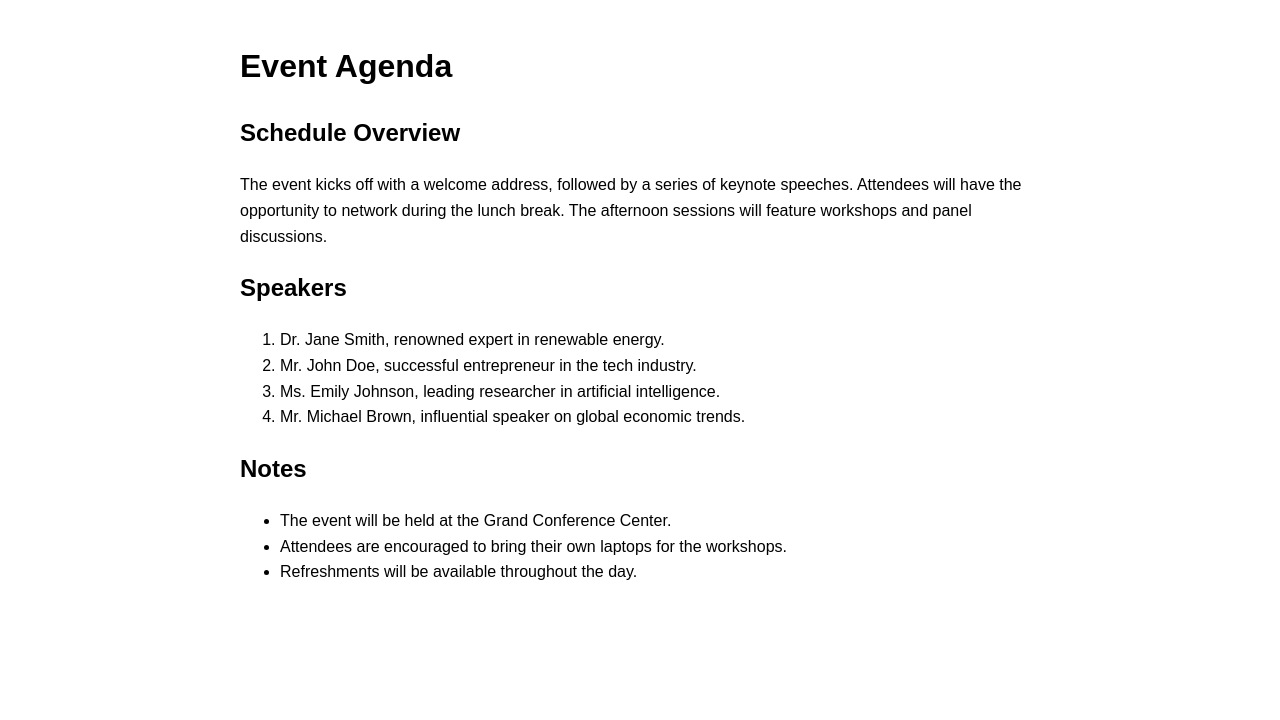 Event Agenda
Schedule Overview
The event kicks off with a welcome address, followed by a series of keynote speeches. Attendees will have the
opportunity to network during the lunch break. The afternoon sessions will feature workshops and panel
discussions.
Speakers
1. Dr. Jane Smith, renowned expert in renewable energy.
2. Mr. John Doe, successful entrepreneur in the tech industry.
3. Ms. Emily Johnson, leading researcher in artificial intelligence.
4. Mr. Michael Brown, influential speaker on global economic trends.
Notes
• The event will be held at the Grand Conference Center.
• Attendees are encouraged to bring their own laptops for the workshops.
• Refreshments will be available throughout the day.